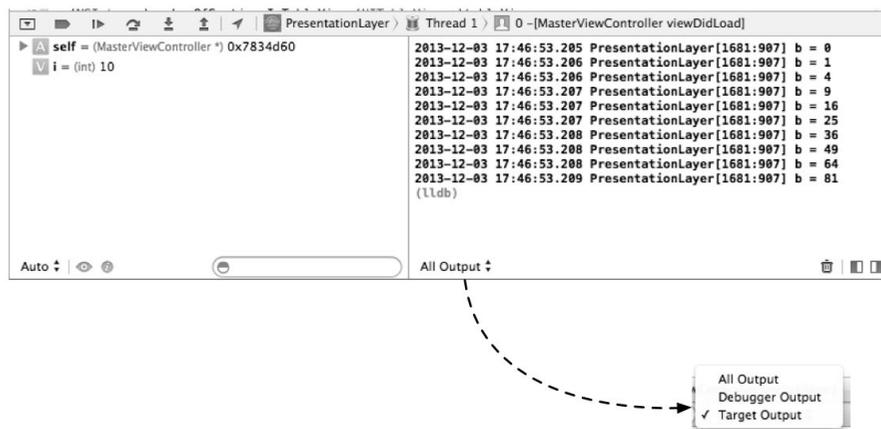 PresentationLayer Thread 1 0 -[MasterViewController viewDidLoad]
A self = (MasterViewController *) 0x7834d60
V i = (int) 10
2013-12-03 17:46:53.205 PresentationLayer[1681:907] b = 0
2013-12-03 17:46:53.206 PresentationLayer[1681:907] b = 1
2013-12-03 17:46:53.206 PresentationLayer[1681:907] b = 4
2013-12-03 17:46:53.207 PresentationLayer[1681:907] b = 9
2013-12-03 17:46:53.207 PresentationLayer[1681:907] b = 16
2013-12-03 17:46:53.207 PresentationLayer[1681:907] b = 25
2013-12-03 17:46:53.208 PresentationLayer[1681:907] b = 36
2013-12-03 17:46:53.208 PresentationLayer[1681:907] b = 49
2013-12-03 17:46:53.208 PresentationLayer[1681:907] b = 64
2013-12-03 17:46:53.209 PresentationLayer[1681:907] b = 81
(lldb)
Auto
All Output
All Output
Debugger Output
✓ Target Output